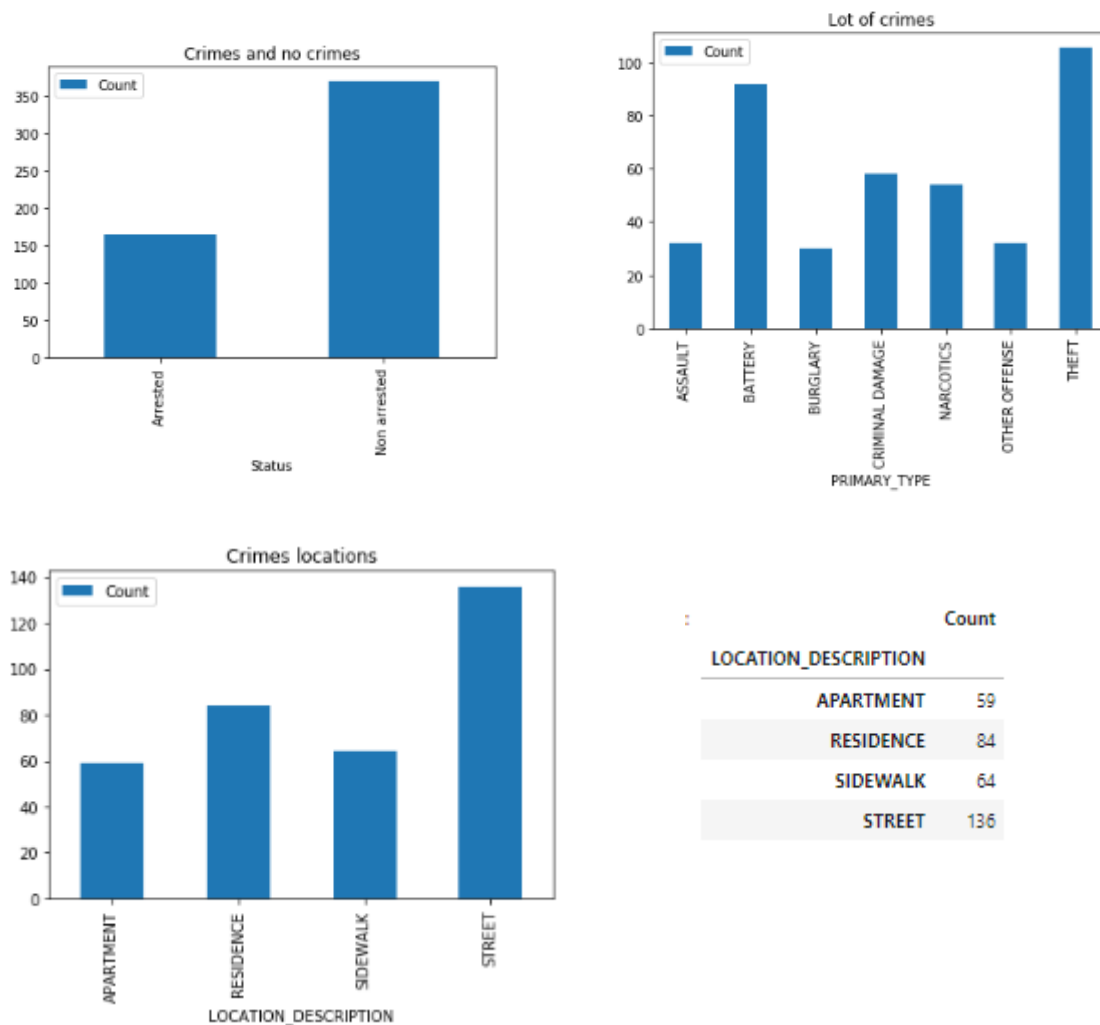 Crimes and no crimes
Count
350
300
250
200
150
100
50
0
Arrested
Non arrested
Status
Lot of crimes
Count
100
80
60
40
20
0
ASSAULT
BATTERY
BURGLARY
CRIMINAL DAMAGE
NARCOTICS
OTHER OFFENSE
THEFT
PRIMARY_TYPE
Crimes locations
Count
140
120
100
80
60
40
20
0
APARTMENT
RESIDENCE
SIDEWALK
STREET
LOCATION_DESCRIPTION
: Count
LOCATION_DESCRIPTION
APARTMENT 59
RESIDENCE 84
SIDEWALK 64
STREET 136